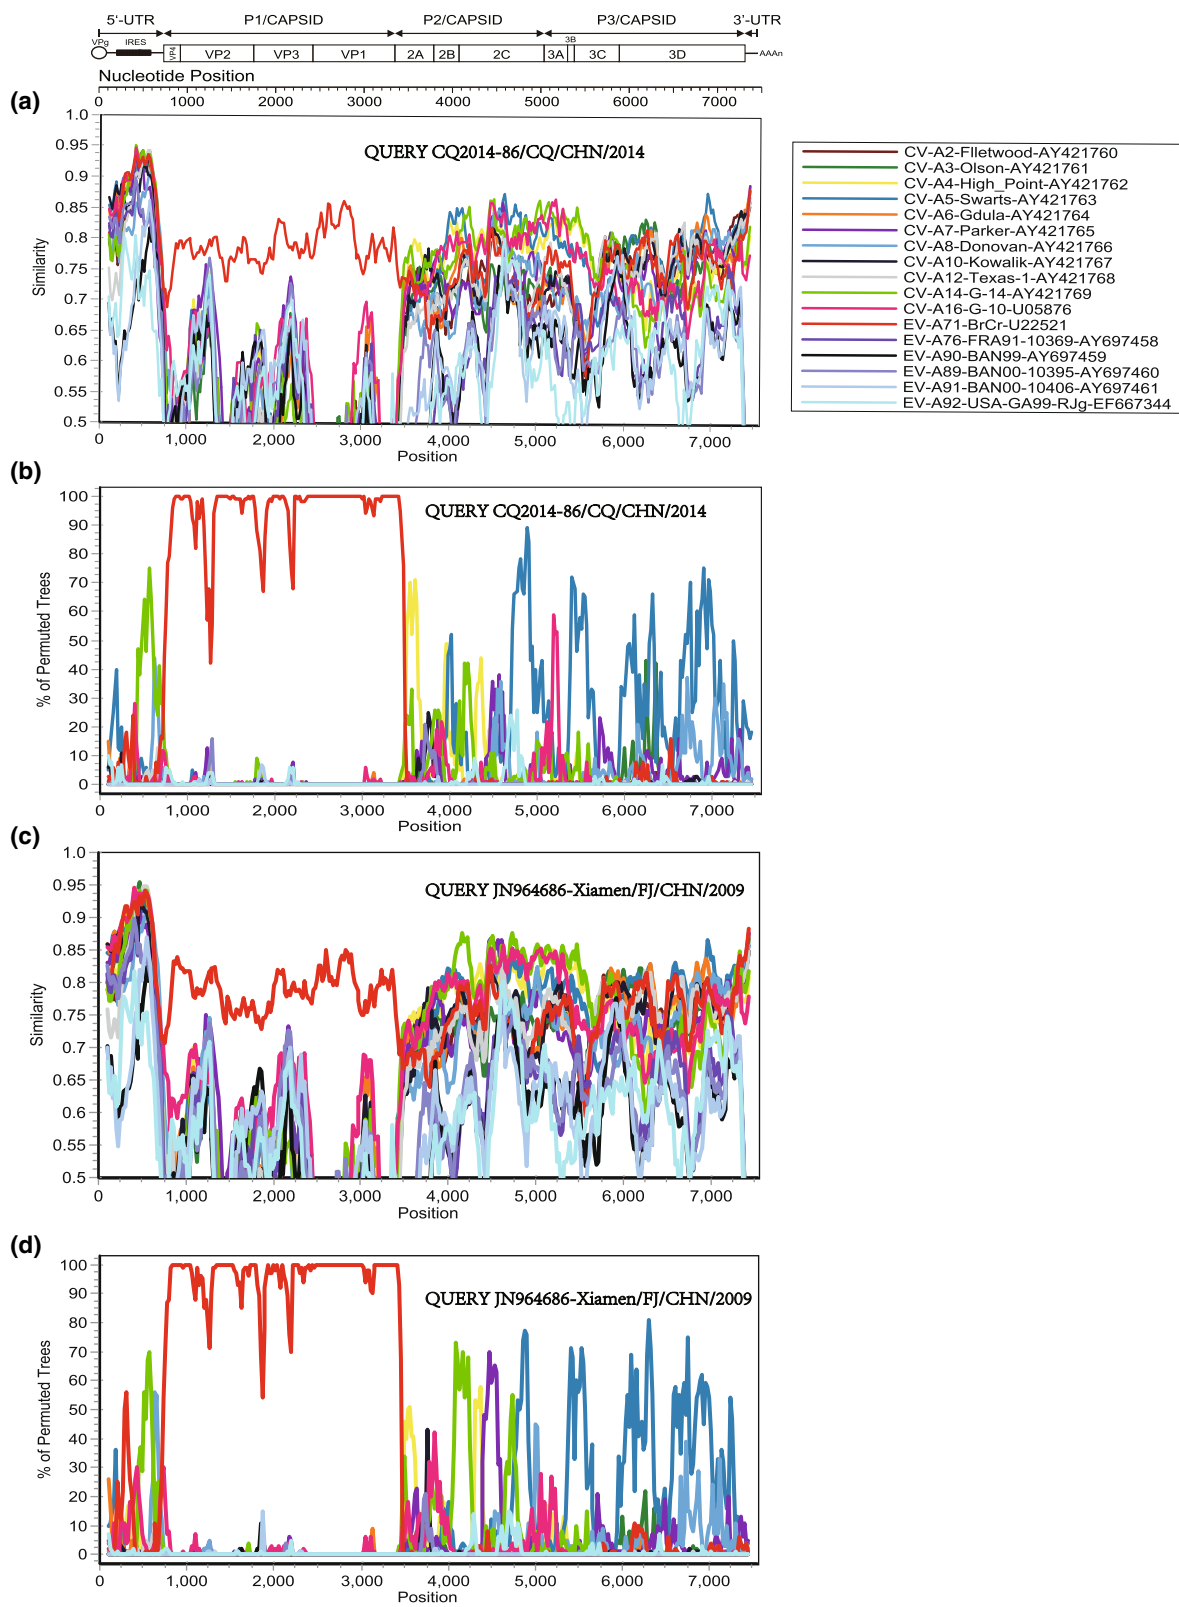 5‘-UTR P1/CAPSID P2/CAPSID P3/CAPSID 3’-UTR
VPg IRES 3B
VP4 VP2 VP3 VP1 2A 2B 2C 3A 3C 3D AAAn
Nucleotide Position
0 1000 2000 3000 4000 5000 6000 7000
(a)
QUERY CQ2014-86/CQ/CHN/2014
Similarity
1.0
0.95
0.9
0.85
0.8
0.75
0.7
0.65
0.6
0.55
0.5
0 1,000 2,000 3,000 4,000 5,000 6,000 7,000
Position
CV-A2-Flletwood-AY421760
CV-A3-Olson-AY421761
CV-A4-High_Point-AY421762
CV-A5-Swarts-AY421763
CV-A6-Gdula-AY421764
CV-A7-Parker-AY421765
CV-A8-Donovan-AY421766
CV-A10-Kowalik-AY421767
CV-A12-Texas-1-AY421768
CV-A14-G-14-AY421769
CV-A16-G-10-U05876
EV-A71-BrCr-U22521
EV-A76-FRA91-10369-AY697458
EV-A90-BAN99-AY697459
EV-A89-BAN00-10395-AY697460
EV-A91-BAN00-10406-AY697461
EV-A92-USA-GA99-RJg-EF667344
(b)
QUERY CQ2014-86/CQ/CHN/2014
% of Permuted Trees
100
90
80
70
60
50
40
30
20
10
0
0 1,000 2,000 3,000 4,000 5,000 6,000 7,000
Position
(c)
QUERY JN964686-Xiamen/FJ/CHN/2009
Similarity
1.0
0.95
0.9
0.85
0.8
0.75
0.7
0.65
0.6
0.55
0.5
0 1,000 2,000 3,000 4,000 5,000 6,000 7,000
Position
(d)
QUERY JN964686-Xiamen/FJ/CHN/2009
% of Permuted Trees
100
90
80
70
60
50
40
30
20
10
0
0 1,000 2,000 3,000 4,000 5,000 6,000 7,000
Position